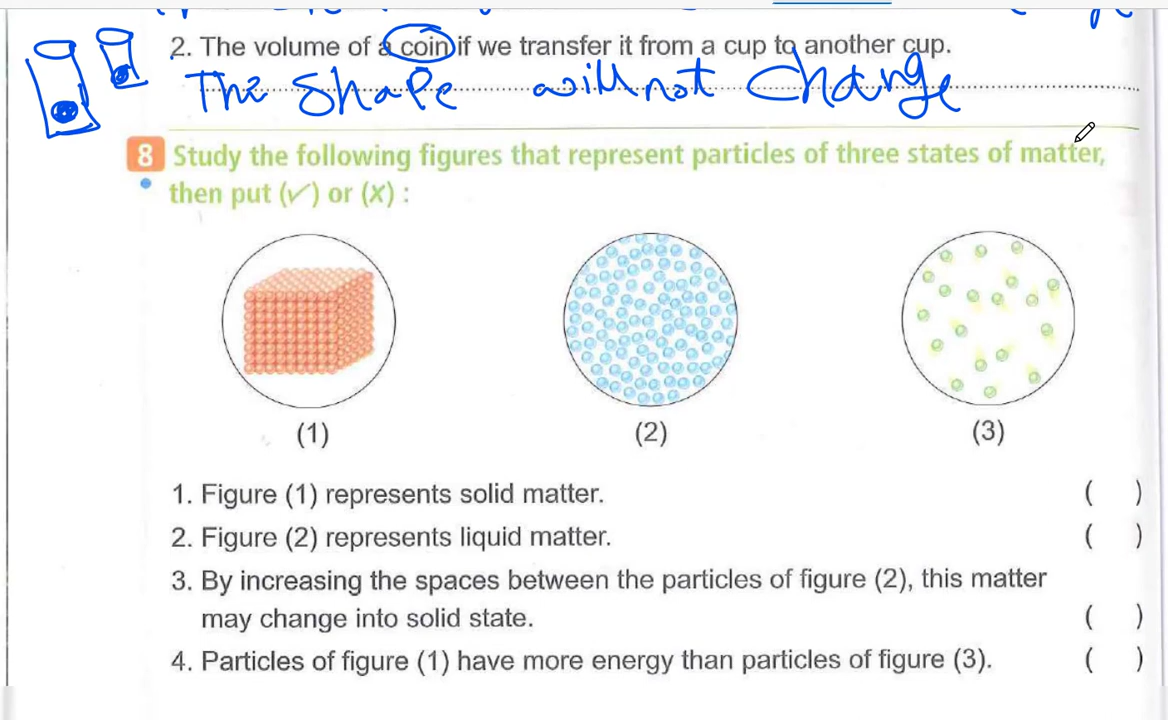 2. The volume of a coin if we transfer it from a cup to another cup.
The shape will not change
8 Study the following figures that represent particles of three states of matter,
then put (✓) or (X) :
(1) (2) (3)
1. Figure (1) represents solid matter. ( )
2. Figure (2) represents liquid matter. ( )
3. By increasing the spaces between the particles of figure (2), this matter
may change into solid state. ( )
4. Particles of figure (1) have more energy than particles of figure (3). ( )